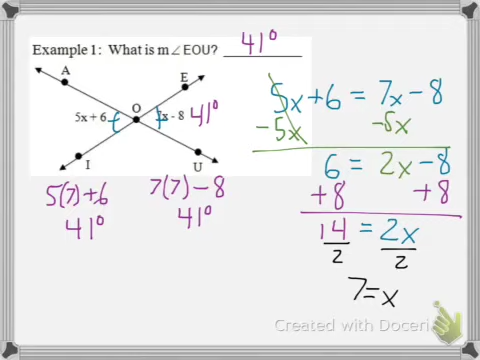 41°
Example 1: What is m∠EOU?
A
E
O
5x + 6
7x - 8
41°
I
U
5(7)+6
41°
7(7)-8
41°
5x+6 = 7x-8
-5x -5x
6 = 2x-8
+8 +8
14 = 2x
2 2
7=x
Created with Doceri